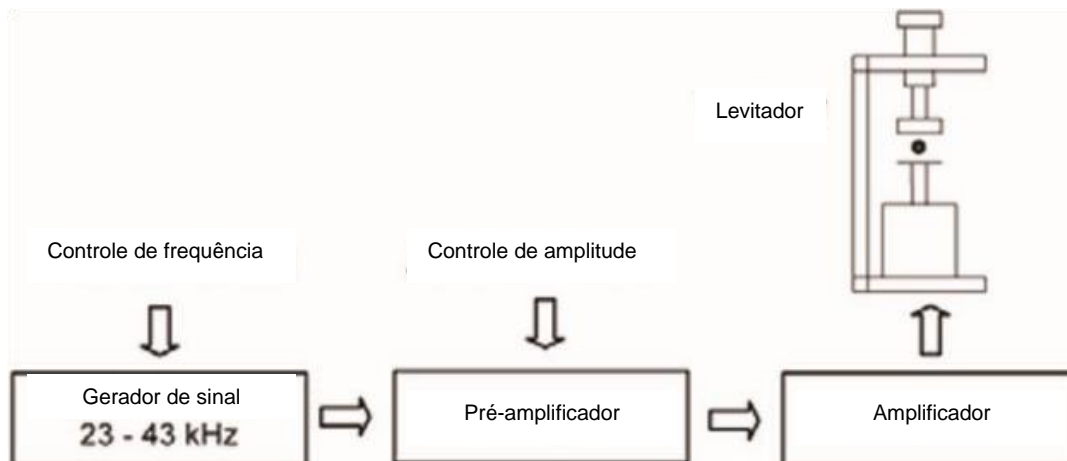 Levitador
Controle de frequência
Controle de amplitude
Gerador de sinal
23 - 43 kHz
Pré-amplificador
Amplificador